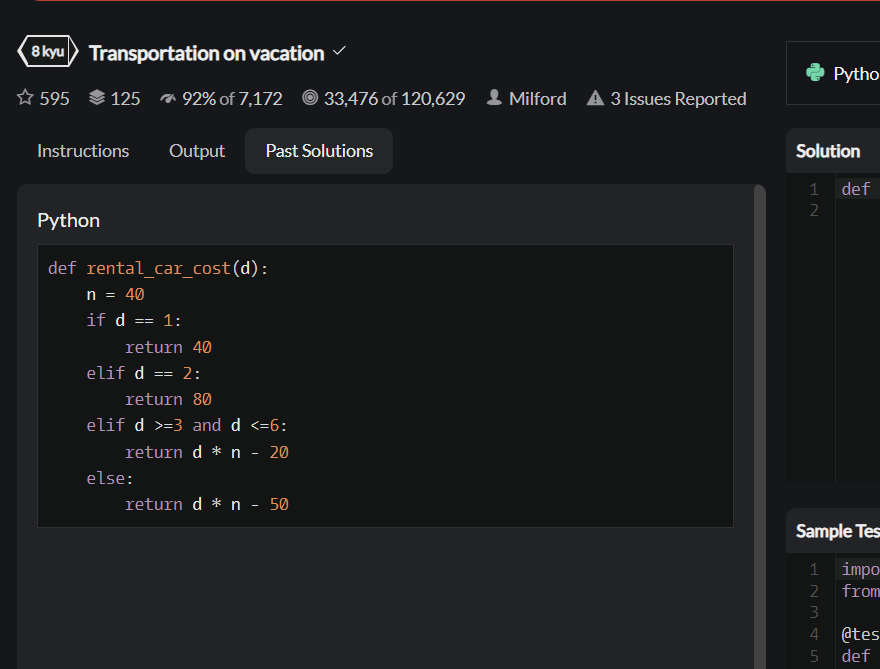 8 kyu Transportation on vacation
595 125 92% of 7,172 33,476 of 120,629 Milford 3 Issues Reported
Instructions Output Past Solutions
Python
def rental_car_cost(d):
    n = 40
    if d == 1:
        return 40
    elif d == 2:
        return 80
    elif d >=3 and d <=6:
        return d * n - 20
    else:
        return d * n - 50
Pytho
Solution
1 def
2
Sample Tes
1 impo
2 from
3
4 @tes
5 def